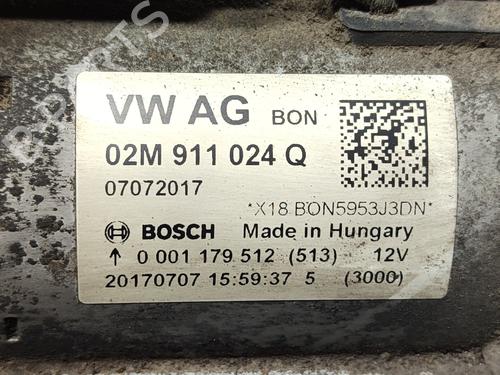 VW AG BON
02M 911 024 Q
07072017
*X18 BON5953J3DN*
BOSCH Made in Hungary
↑ 0 001 179 512 (513) 12V
20170707 15:59:37 5 (3000)